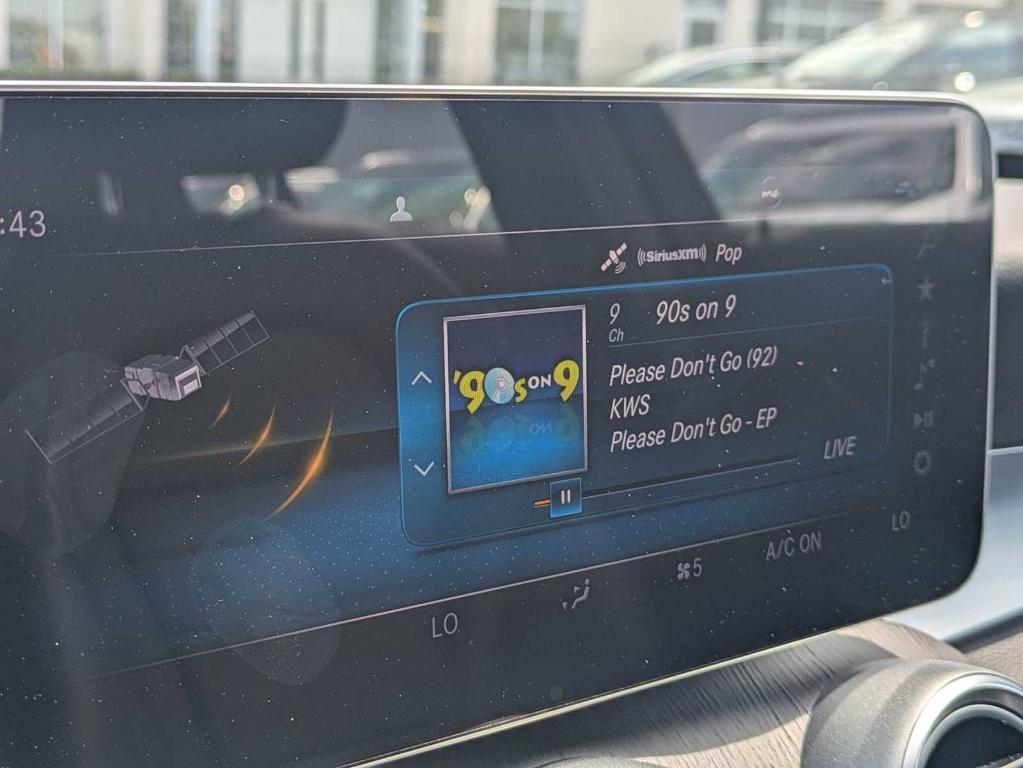 :43
me
((SiriusXM)) Pop
9 90s on 9
Ch
'90s ON 9
Please Don't Go (92)
KWS
Please Don't Go - EP
LIVE
LO
5
A/C ON
LO